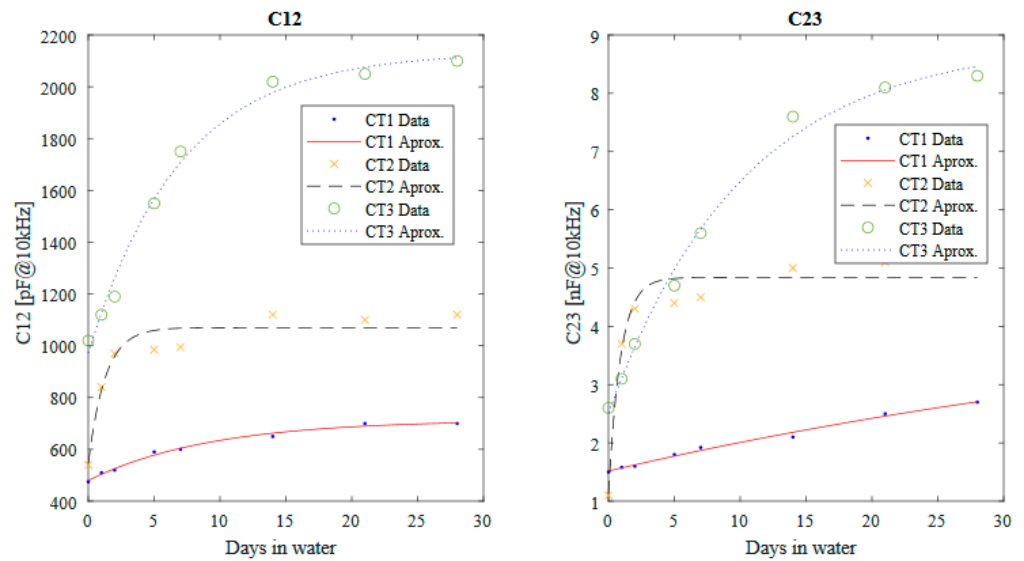 C12
2200
2000
1800
1600
1400
1200
1000
800
600
400
C12 [pF@10kHz]
0
5
10
15
20
25
30
Days in water
CT1 Data
CT1 Aprox.
CT2 Data
CT2 Aprox.
CT3 Data
CT3 Aprox.
C23
9
8
7
6
5
4
3
2
1
C23 [nF@10kHz]
0
5
10
15
20
25
30
Days in water
CT1 Data
CT1 Aprox.
CT2 Data
CT2 Aprox.
CT3 Data
CT3 Aprox.